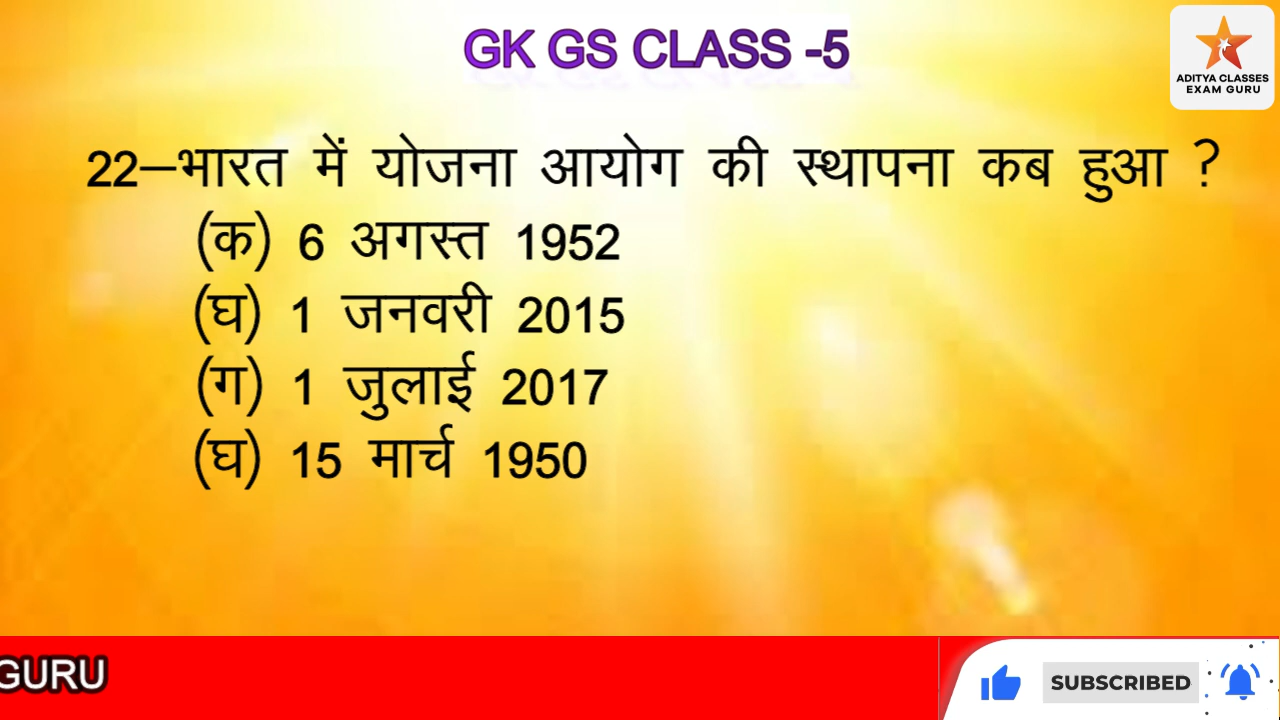 GK GS CLASS -5
ADITYA CLASSES
EXAM GURU
22–भारत में योजना आयोग की स्थापना कब हुआ ?
(क) 6 अगस्त 1952
(घ) 1 जनवरी 2015
(ग) 1 जुलाई 2017
(घ) 15 मार्च 1950
GURU
SUBSCRIBED